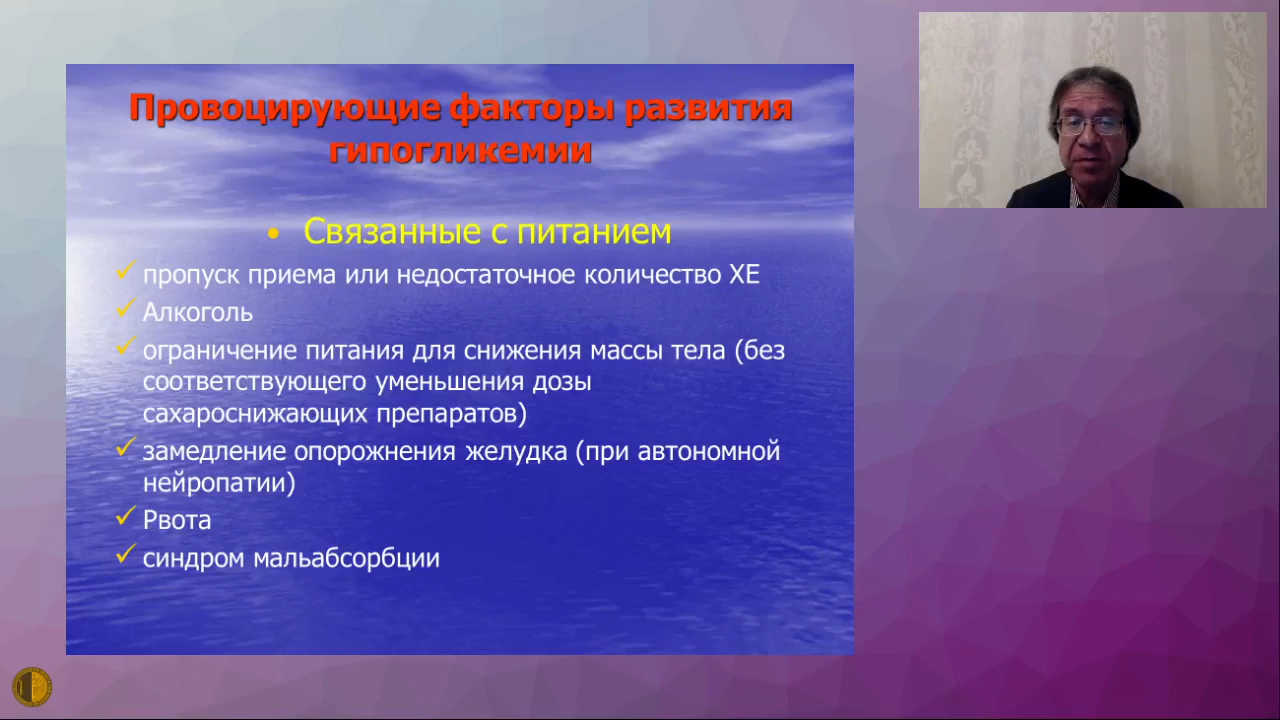 Провоцирующие факторы развития
гипогликемии
• Связанные с питанием
✓ пропуск приема или недостаточное количество ХЕ
✓ Алкоголь
✓ ограничение питания для снижения массы тела (без
соответствующего уменьшения дозы
сахароснижающих препаратов)
✓ замедление опорожнения желудка (при автономной
нейропатии)
✓ Рвота
✓ синдром мальабсорбции